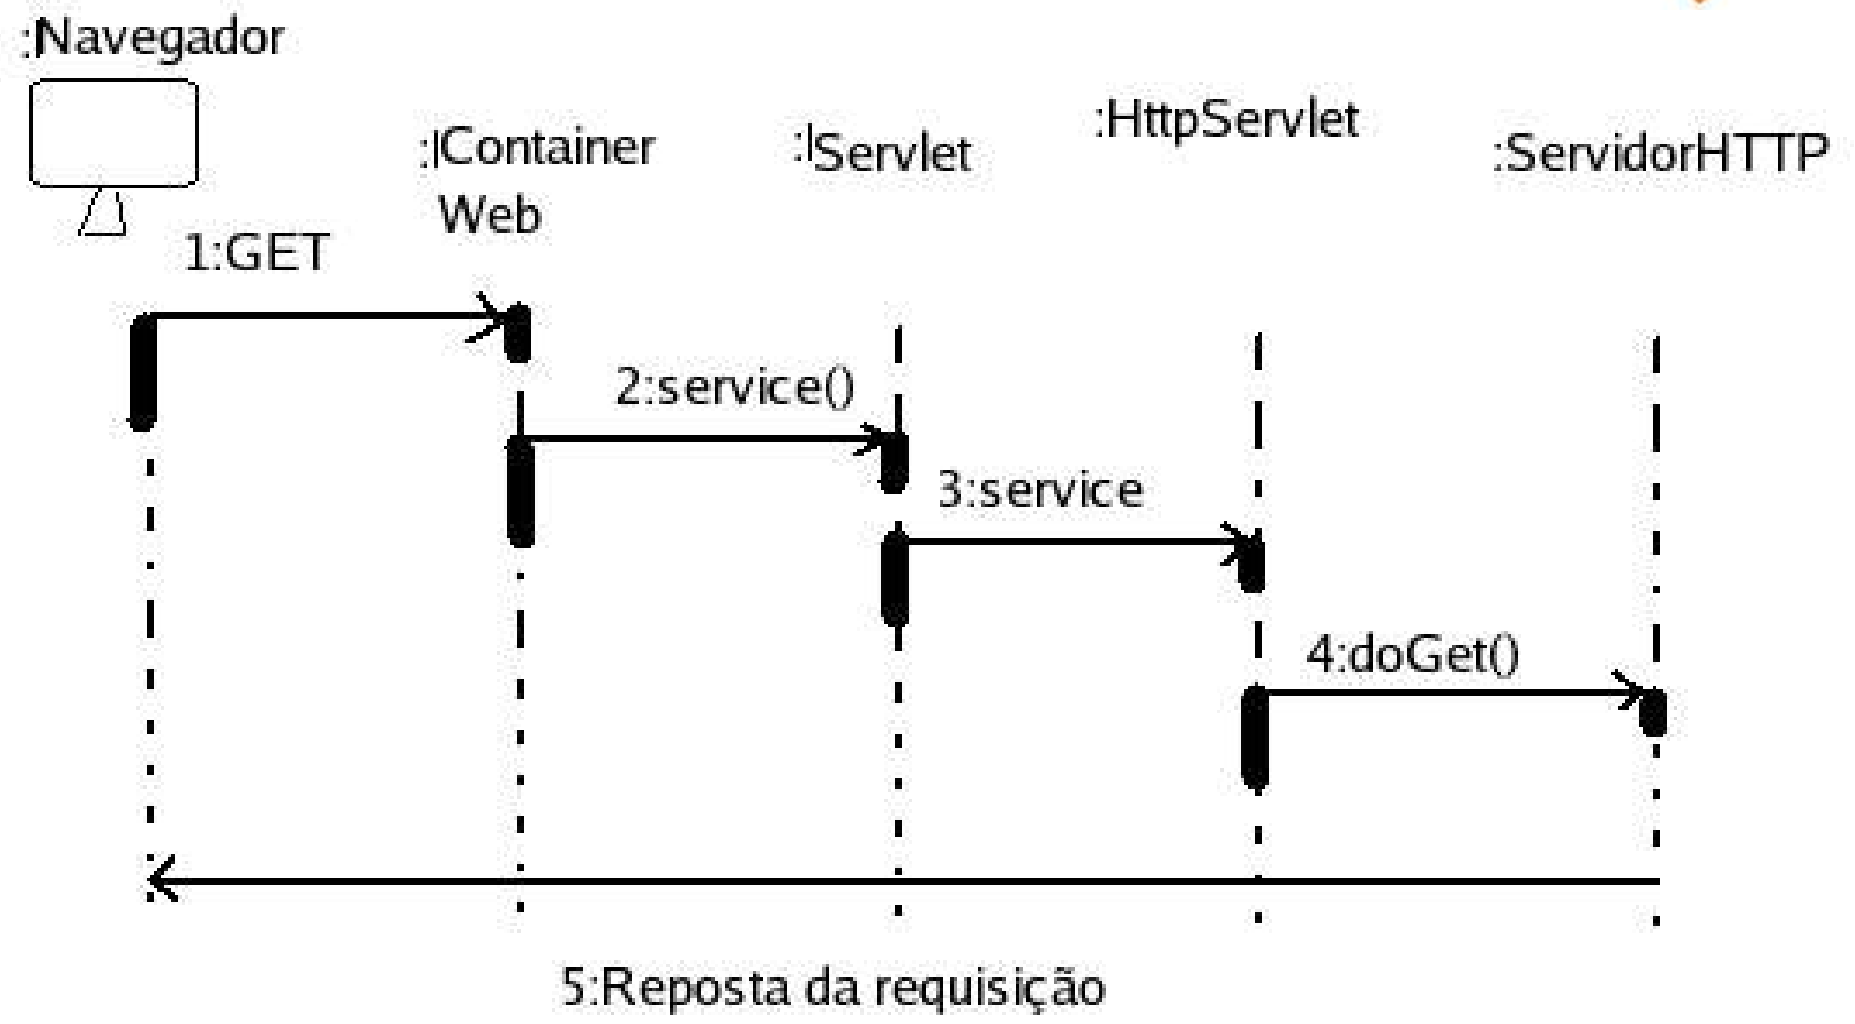 :Navegador
:Container
Web
:Servlet
:HttpServlet
:ServidorHTTP
1:GET
2:service()
3:service
4:doGet()
5:Reposta da requisição